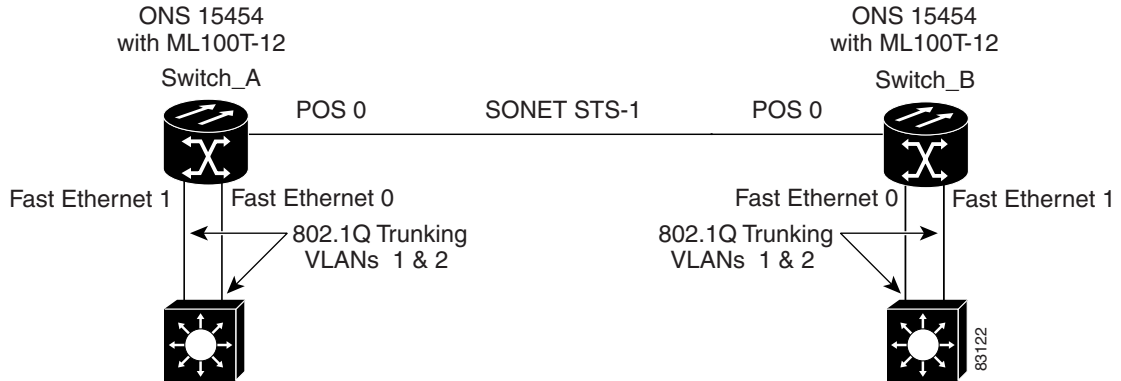 ONS 15454
with ML100T-12
Switch_A
ONS 15454
with ML100T-12
Switch_B
POS 0
SONET STS-1
POS 0
Fast Ethernet 1
Fast Ethernet 0
Fast Ethernet 0
Fast Ethernet 1
802.1Q Trunking
VLANs 1 & 2
802.1Q Trunking
VLANs 1 & 2
83122